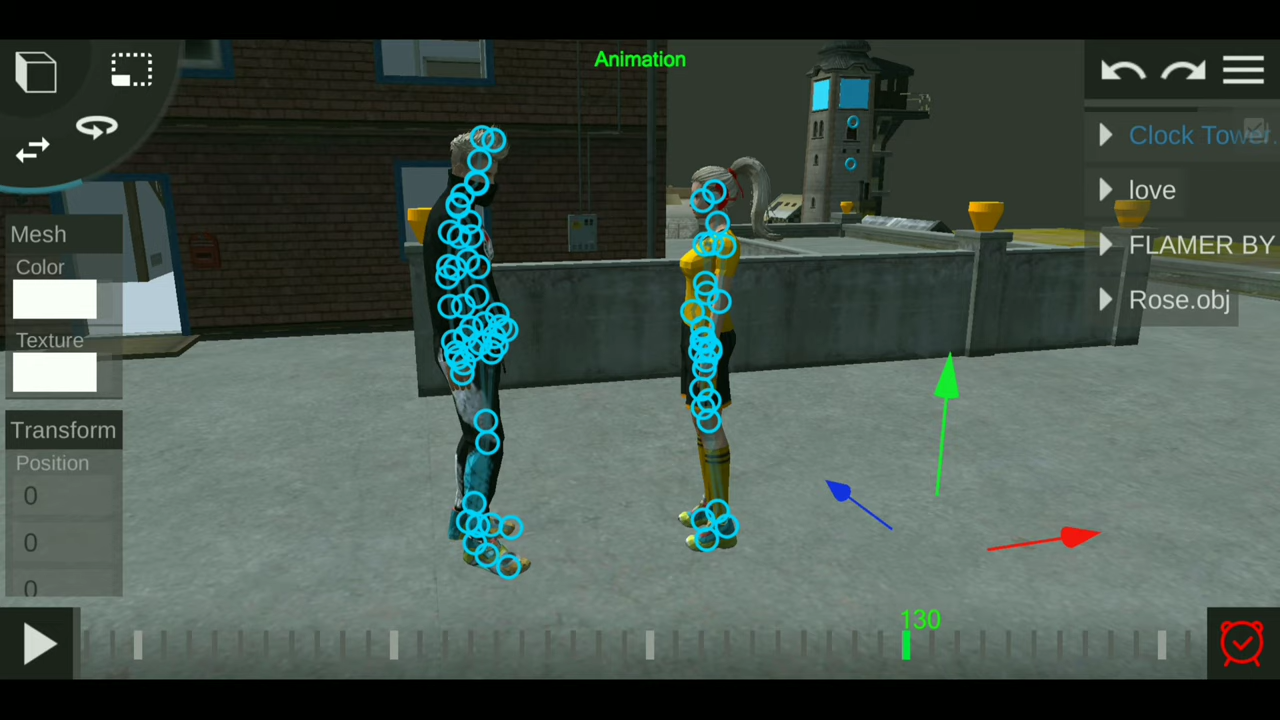 Animation
Clock Tower.
love
FLAMER BY
Rose.obj
Mesh
Color
Texture
Transform
Position
0
0
0
130